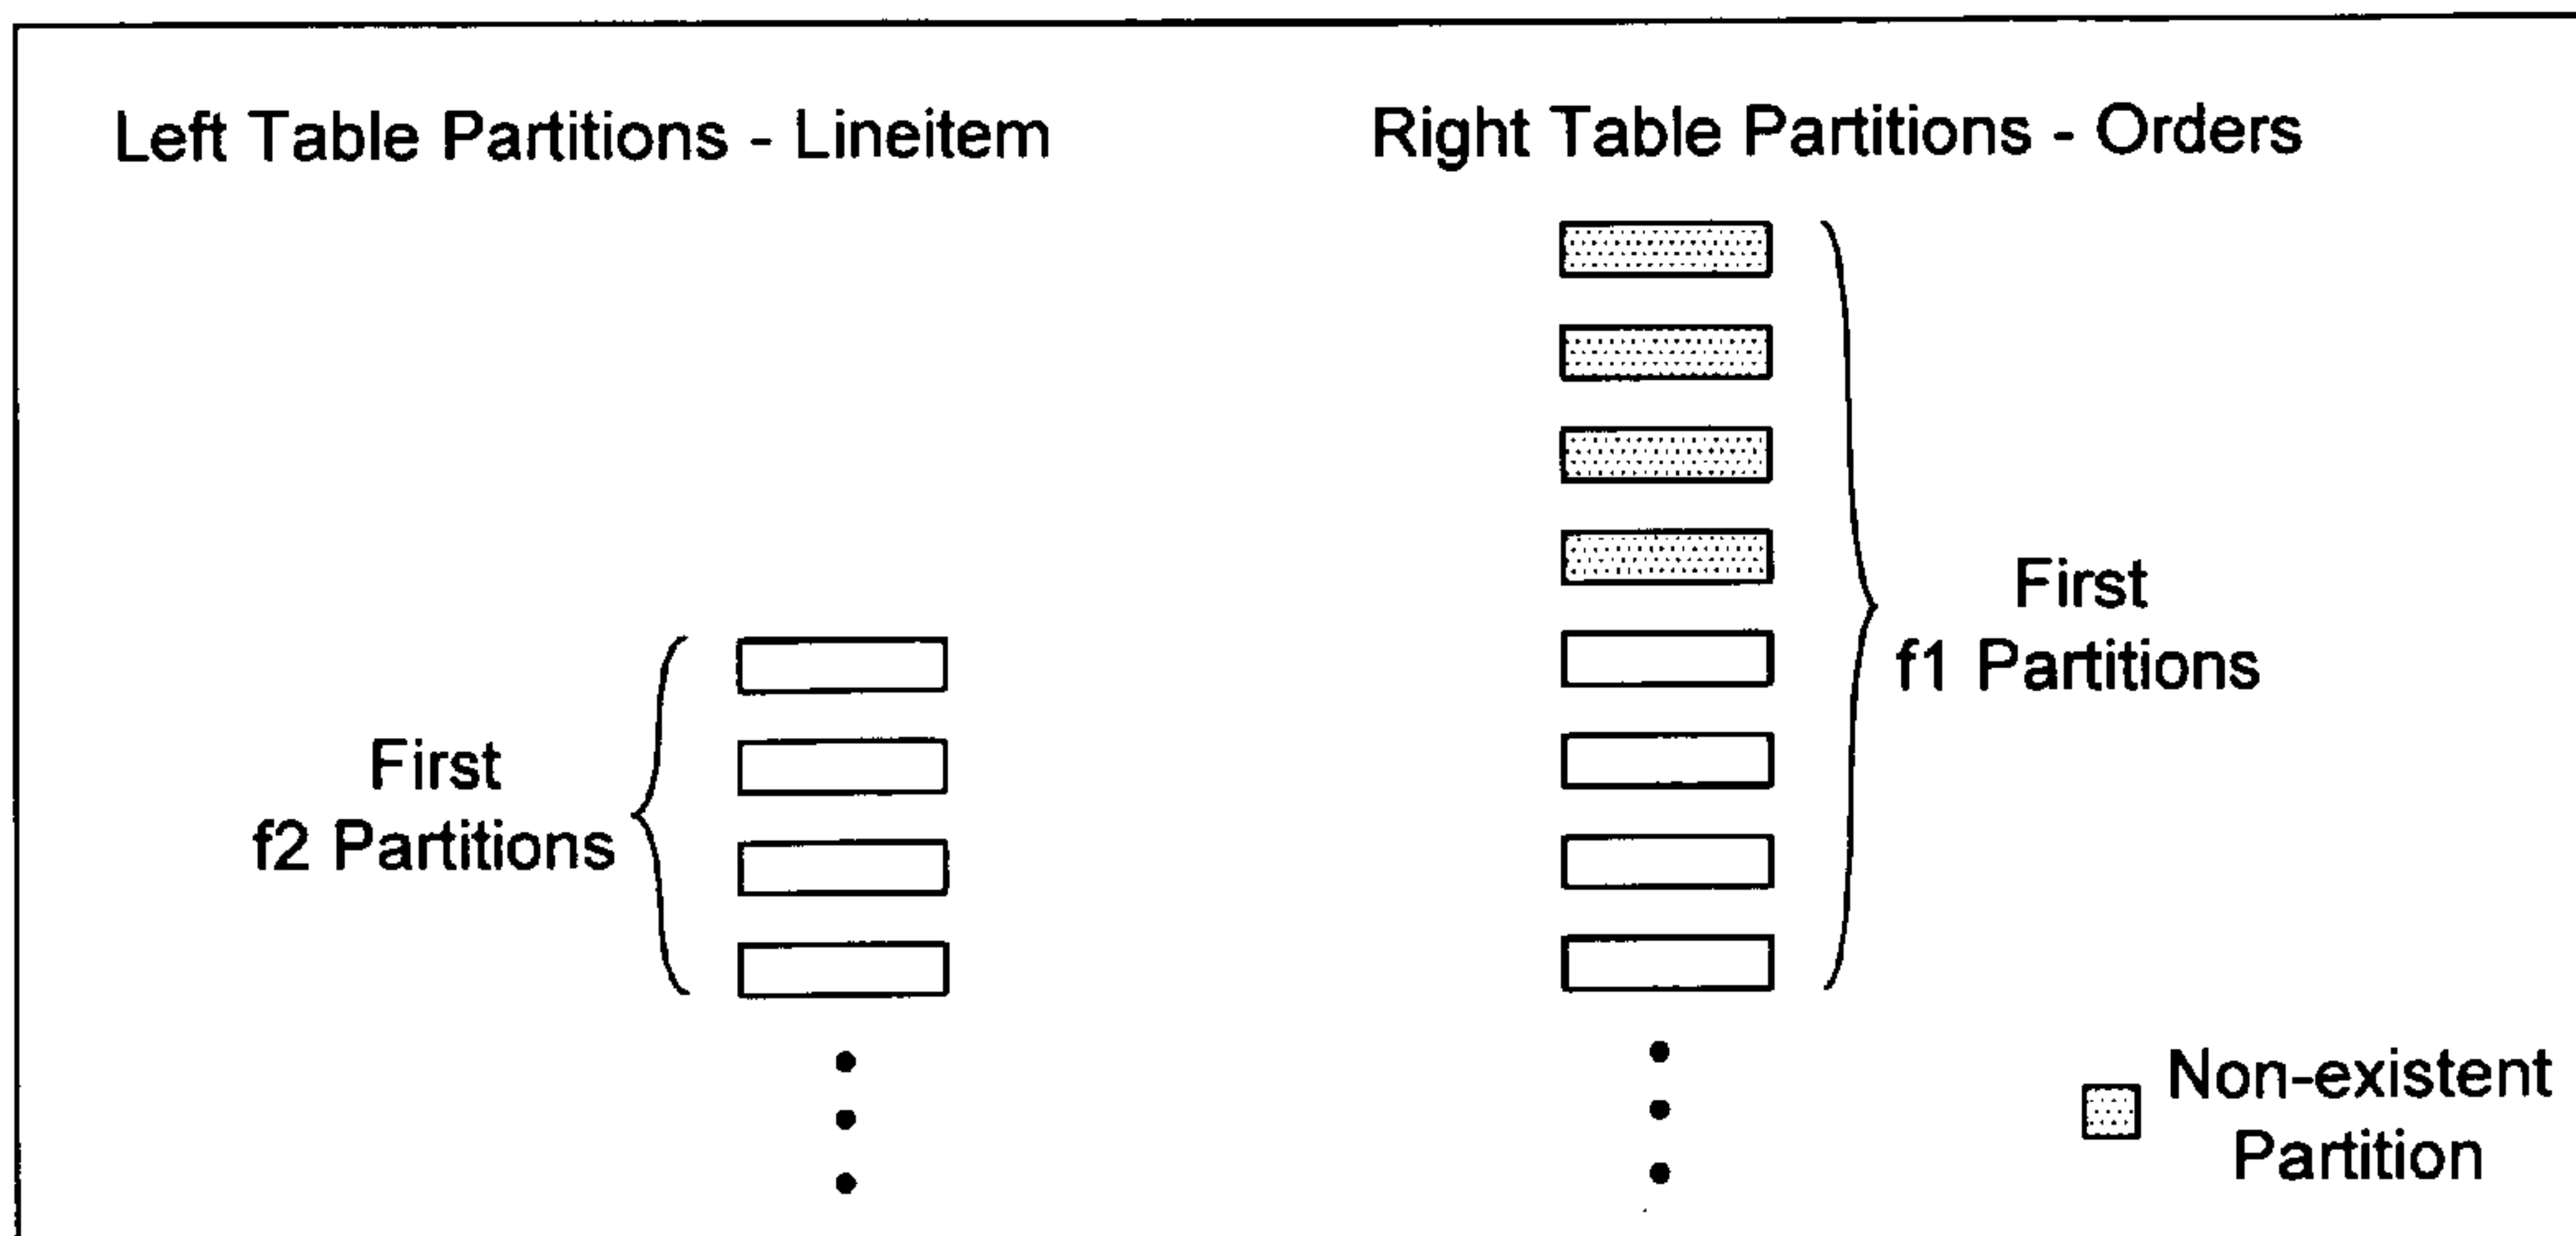 Left Table Partitions - Lineitem
Right Table Partitions - Orders
First
f1 Partitions
First
f2 Partitions
Non-existent
Partition